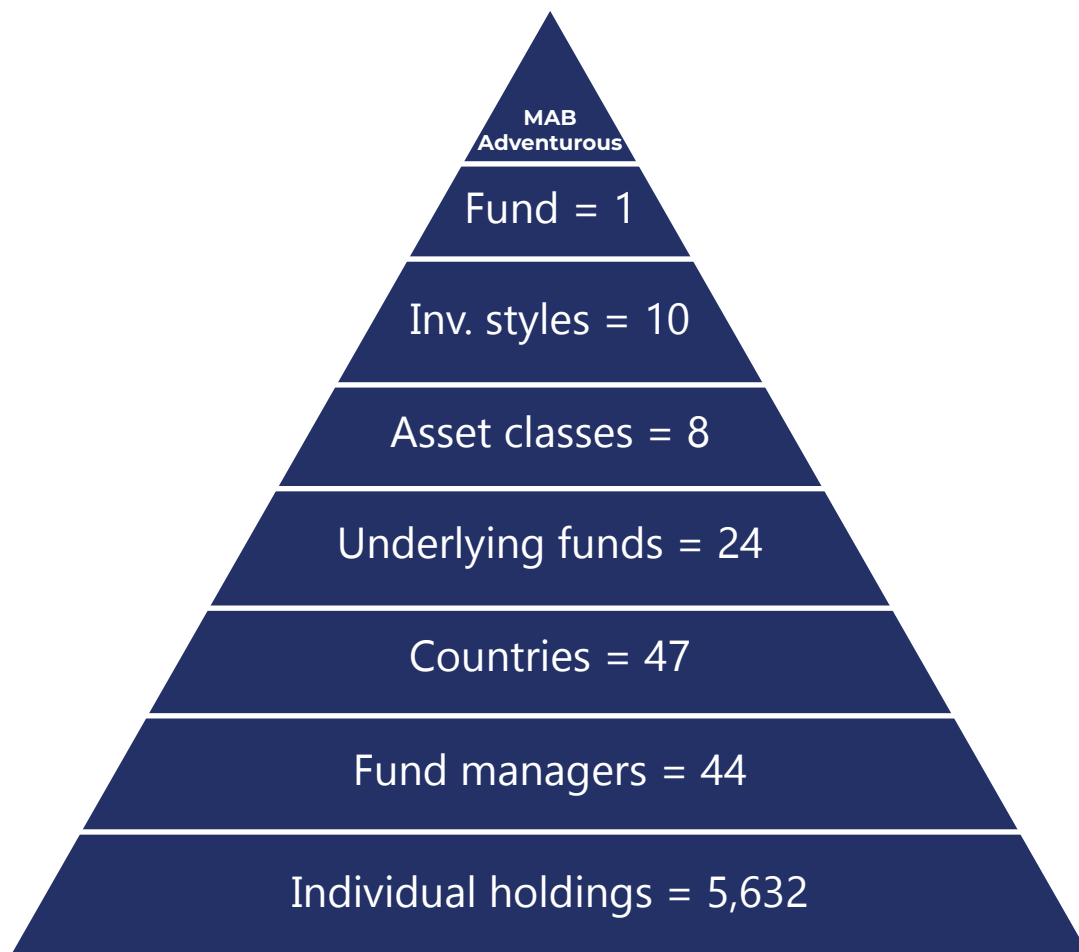 MAB
Adventurous
Fund = 1
Inv. styles = 10
Asset classes = 8
Underlying funds = 24
Countries = 47
Fund managers = 44
Individual holdings = 5,632